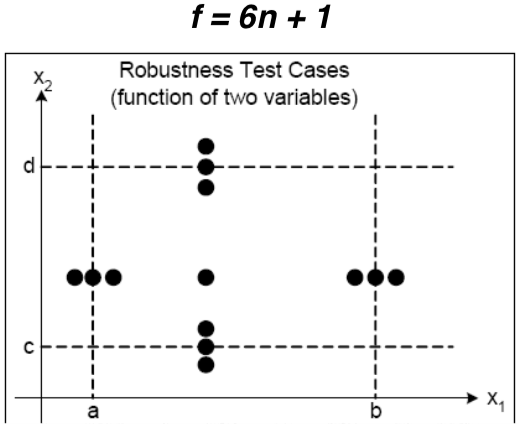 f = 6n + 1
Robustness Test Cases
(function of two variables)
x2
d
c
a
b
x1